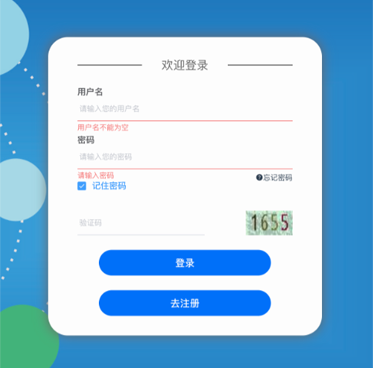 欢迎登录
用户名
请输入您的用户名
用户名不能为空
密码
请输入您的密码
请输入密码
?忘记密码
记住密码
验证码
1655
登录
去注册